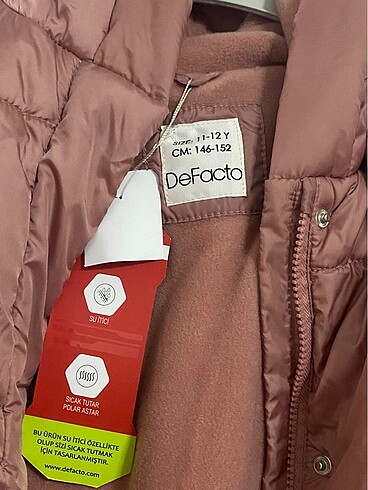 SIZE: 11-12 Y
CM: 146-152
DeFacto
SU İTİCİ
SICAK TUTAR
POLAR ASTAR
BU ÜRÜN SU İTİCİ ÖZELLİKTE
OLUP SİZİ SICAK TUTMAK
İÇİN TASARLANMIŞTIR.
www.defacto.com